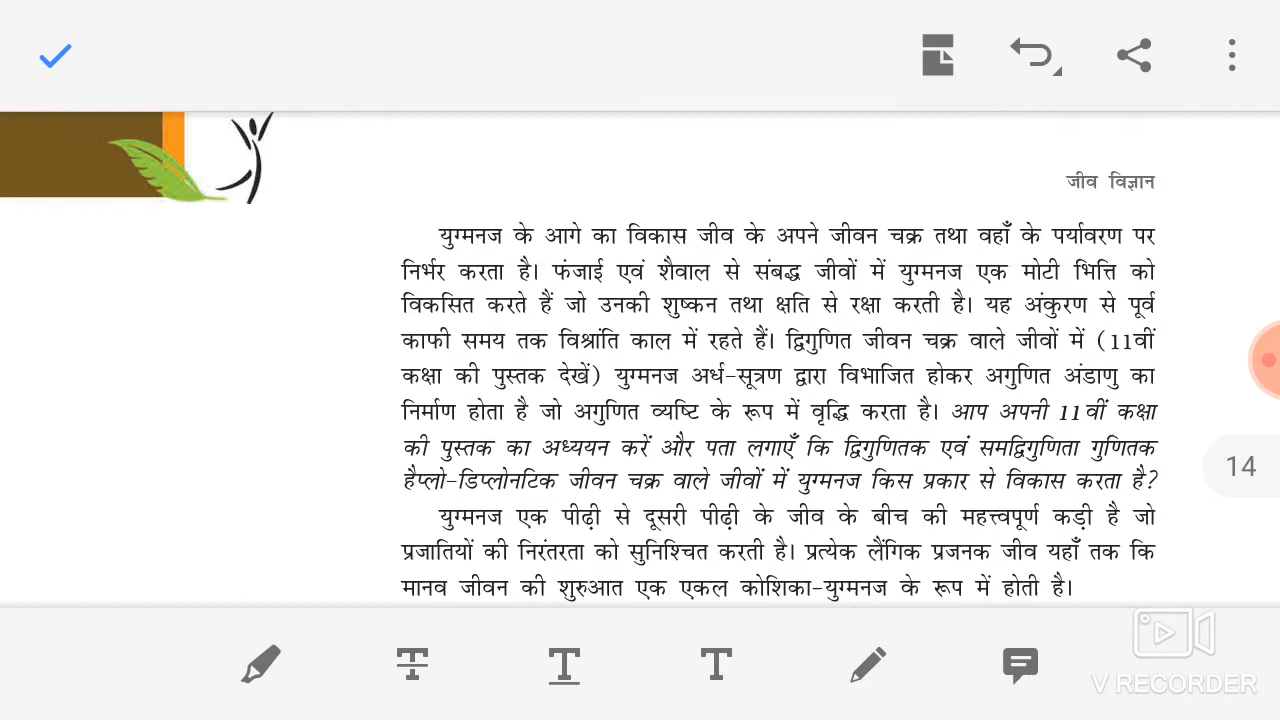 जीव विज्ञान
युग्मनज के आगे का विकास जीव के अपने जीवन चक्र तथा वहाँ के पर्यावरण पर
निर्भर करता है। फंजाई एवं शैवाल से संबद्ध जीवों में युग्मनज एक मोटी भित्ति को
विकसित करते हैं जो उनकी शुष्कन तथा क्षति से रक्षा करती है। यह अंकुरण से पूर्व
काफी समय तक विश्रांति काल में रहते हैं। द्विगुणित जीवन चक्र वाले जीवों में (11वीं
कक्षा की पुस्तक देखें) युग्मनज अर्ध-सूत्रण द्वारा विभाजित होकर अगुणित अंडाणु का
निर्माण होता है जो अगुणित व्यष्टि के रूप में वृद्धि करता है। आप अपनी 11वीं कक्षा
की पुस्तक का अध्ययन करें और पता लगाएँ कि द्विगुणितक एवं समद्विगुणिता गुणितक
हैप्लो-डिप्लोनटिक जीवन चक्र वाले जीवों में युग्मनज किस प्रकार से विकास करता है?
युग्मनज एक पीढ़ी से दूसरी पीढ़ी के जीव के बीच की महत्त्वपूर्ण कड़ी है जो
प्रजातियों की निरंतरता को सुनिश्चित करती है। प्रत्येक लैंगिक प्रजनक जीव यहाँ तक कि
मानव जीवन की शुरुआत एक एकल कोशिका-युग्मनज के रूप में होती है।
14
T T T
V RECORDER